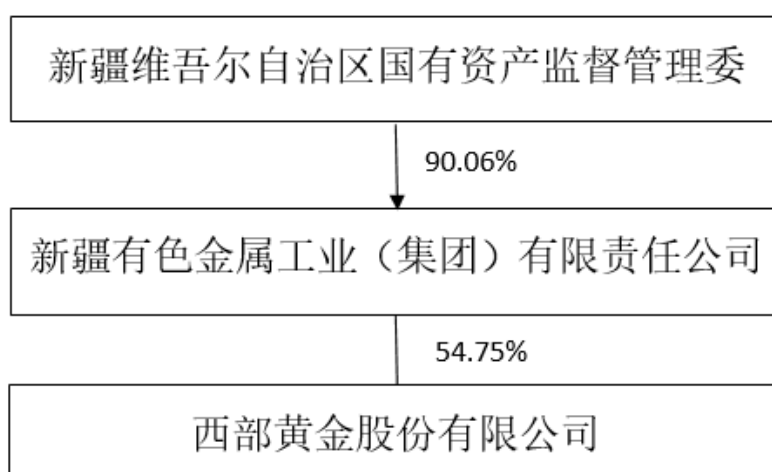 新疆维吾尔自治区国有资产监督管理委
90.06%
新疆有色金属工业（集团）有限责任公司
54.75%
西部黄金股份有限公司